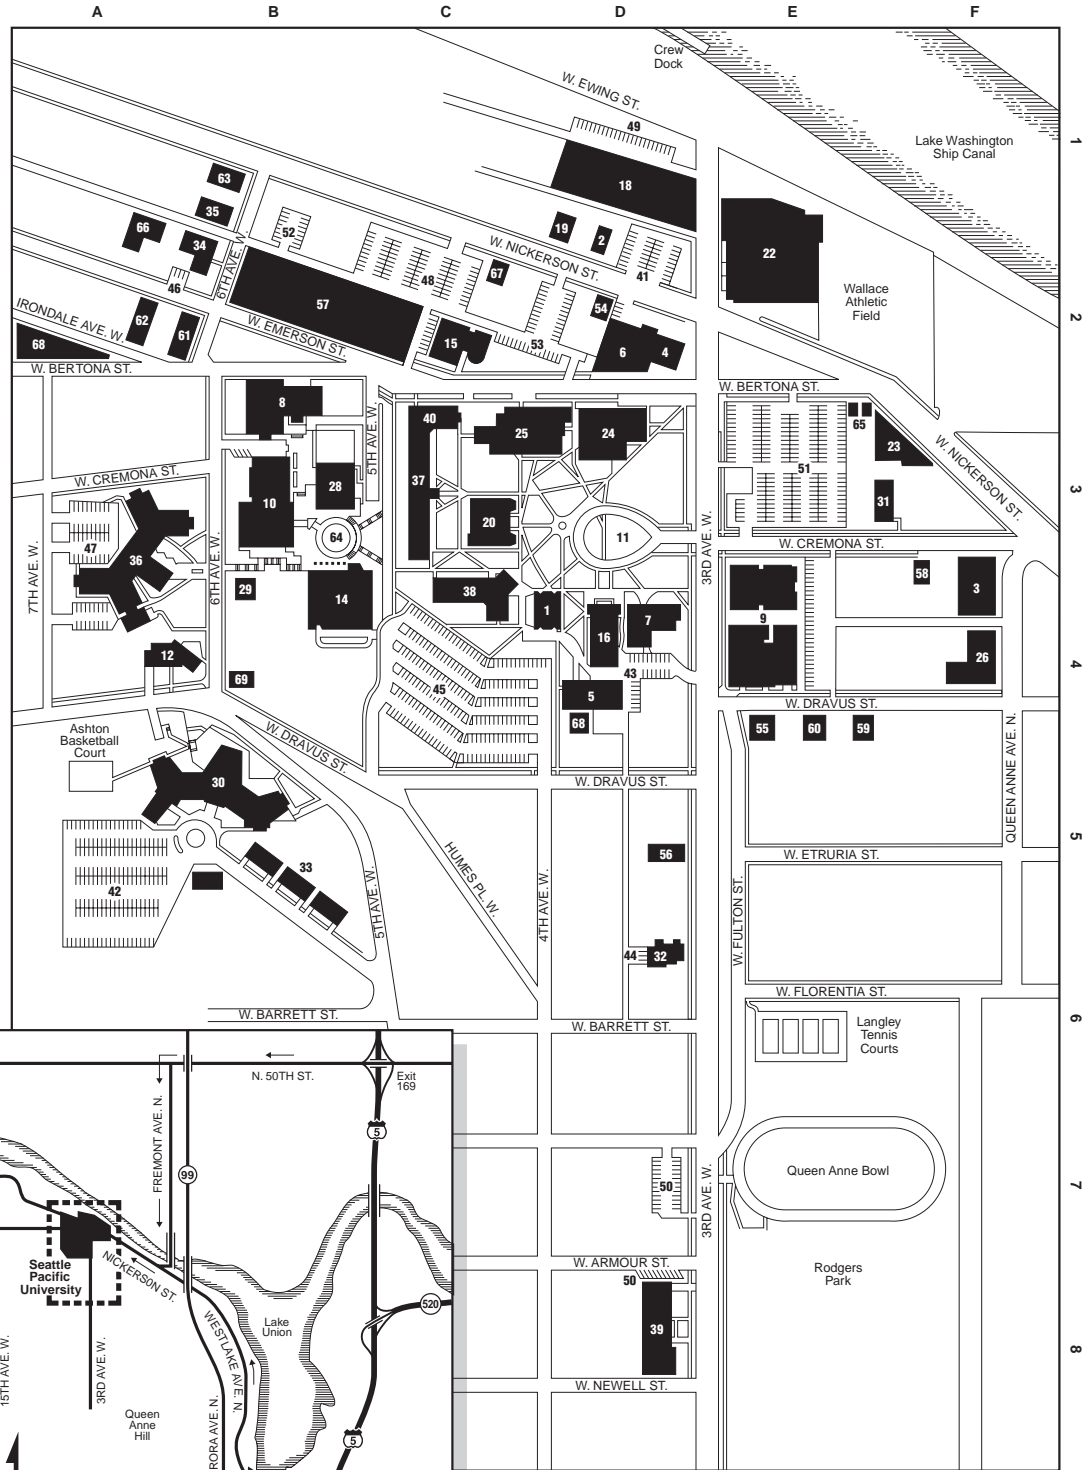 A B C D E F
Crew
Dock
W. EWING ST.
49
1
Lake Washington
Ship Canal
63
18
35
66
52
19
2
34
6TH AVE. W.
W. NICKERSON ST.
22
41
67
48
46
57
Wallace
Athletic
Field
54
2
IRONDALE AVE. W.
62
61
W. EMERSON ST.
15
53
6
4
68
W. BERTONA ST.
W. BERTONA ST.
8
5TH AVE. W.
40
25
24
65
23
W. NICKERSON ST.
51
W. CREMONA ST.
37
28
10
31
3
20
64
11
3RD AVE. W.
47
W. CREMONA ST.
36
7TH AVE. W.
6TH AVE. W.
29
38
58
3
14
1
9
16
7
12
26
4
43
69
45
5
W. DRAVUS ST.
68
55
60
59
QUEEN ANNE AVE. N.
Ashton
Basketball
Court
W. DRAVUS ST.
30
W. DRAVUS ST.
5
HUMES PL. W.
56
W. ETRURIA ST.
33
42
5TH AVE. W.
4TH AVE. W.
W. FULTON ST.
44
32
W. FLORENTIA ST.
W. BARRETT ST.
W. BARRETT ST.
6
Langley
Tennis
Courts
N. 50TH ST.
Exit
169
FREMONT AVE. N.
5
99
Queen Anne Bowl
50
7
3RD AVE. W.
Seattle
Pacific
University
NICKERSON ST.
W. ARMOUR ST.
Rodgers
Park
50
520
Lake
Union
39
8
15TH AVE. W.
3RD AVE. W.
WESTLAKE AVE. N.
W. NEWELL ST.
Queen
Anne
Hill
RORA AVE. N.
5